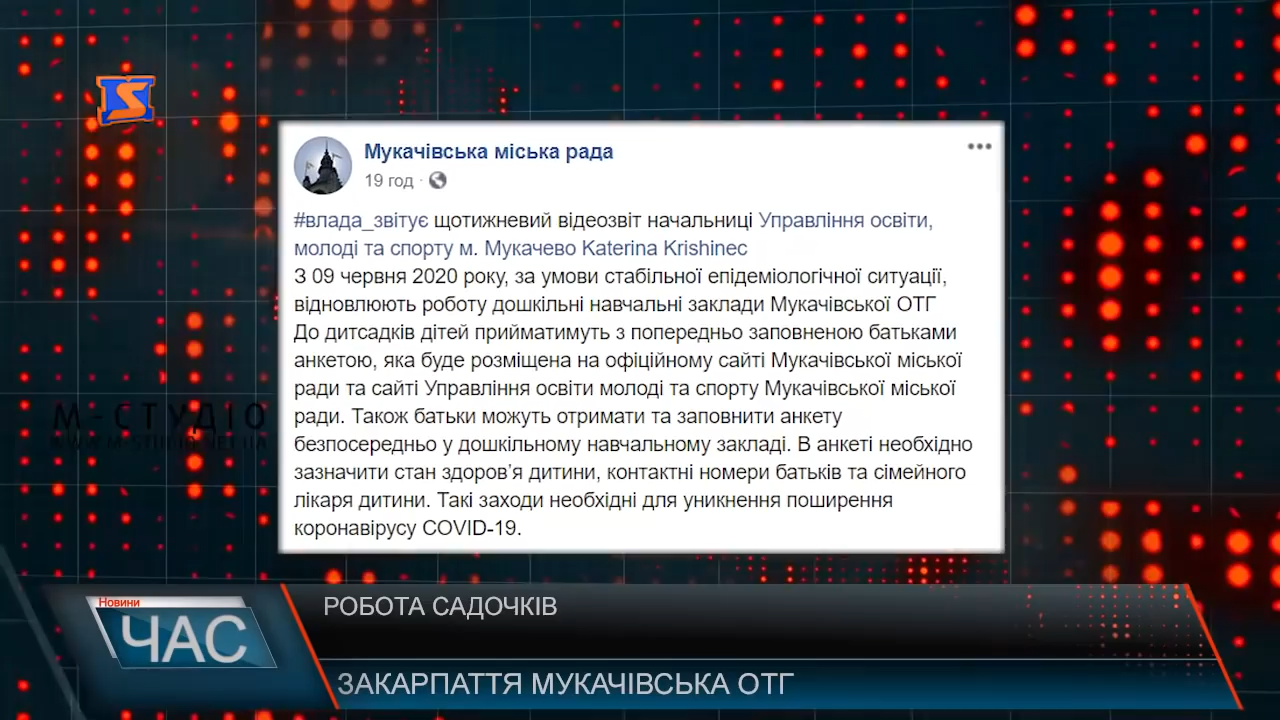 Мукачівська міська рада
19 год ·
#влада_звітує щотижневий відеозвіт начальниці Управління освіти,
молоді та спорту м. Мукачево Katerina Krishinec
З 09 червня 2020 року, за умови стабільної епідеміологічної ситуації,
відновлюють роботу дошкільні навчальні заклади Мукачівської ОТГ
До дитсадків дітей прийматимуть з попередньо заповненою батьками
анкетою, яка буде розміщена на офіційному сайті Мукачівської міської
ради та сайті Управління освіти молоді та спорту Мукачівської міської
ради. Також батьки можуть отримати та заповнити анкету
безпосередньо у дошкільному навчальному закладі. В анкеті необхідно
зазначити стан здоров’я дитини, контактні номери батьків та сімейного
лікаря дитини. Такі заходи необхідні для уникнення поширення
коронавірусу COVID-19.
М-СТУДІО
WWW.M-STUDIO.NET.UA
Новини
ЧАС
РОБОТА САДОЧКІВ
ЗАКАРПАТТЯ МУКАЧІВСЬКА ОТГ